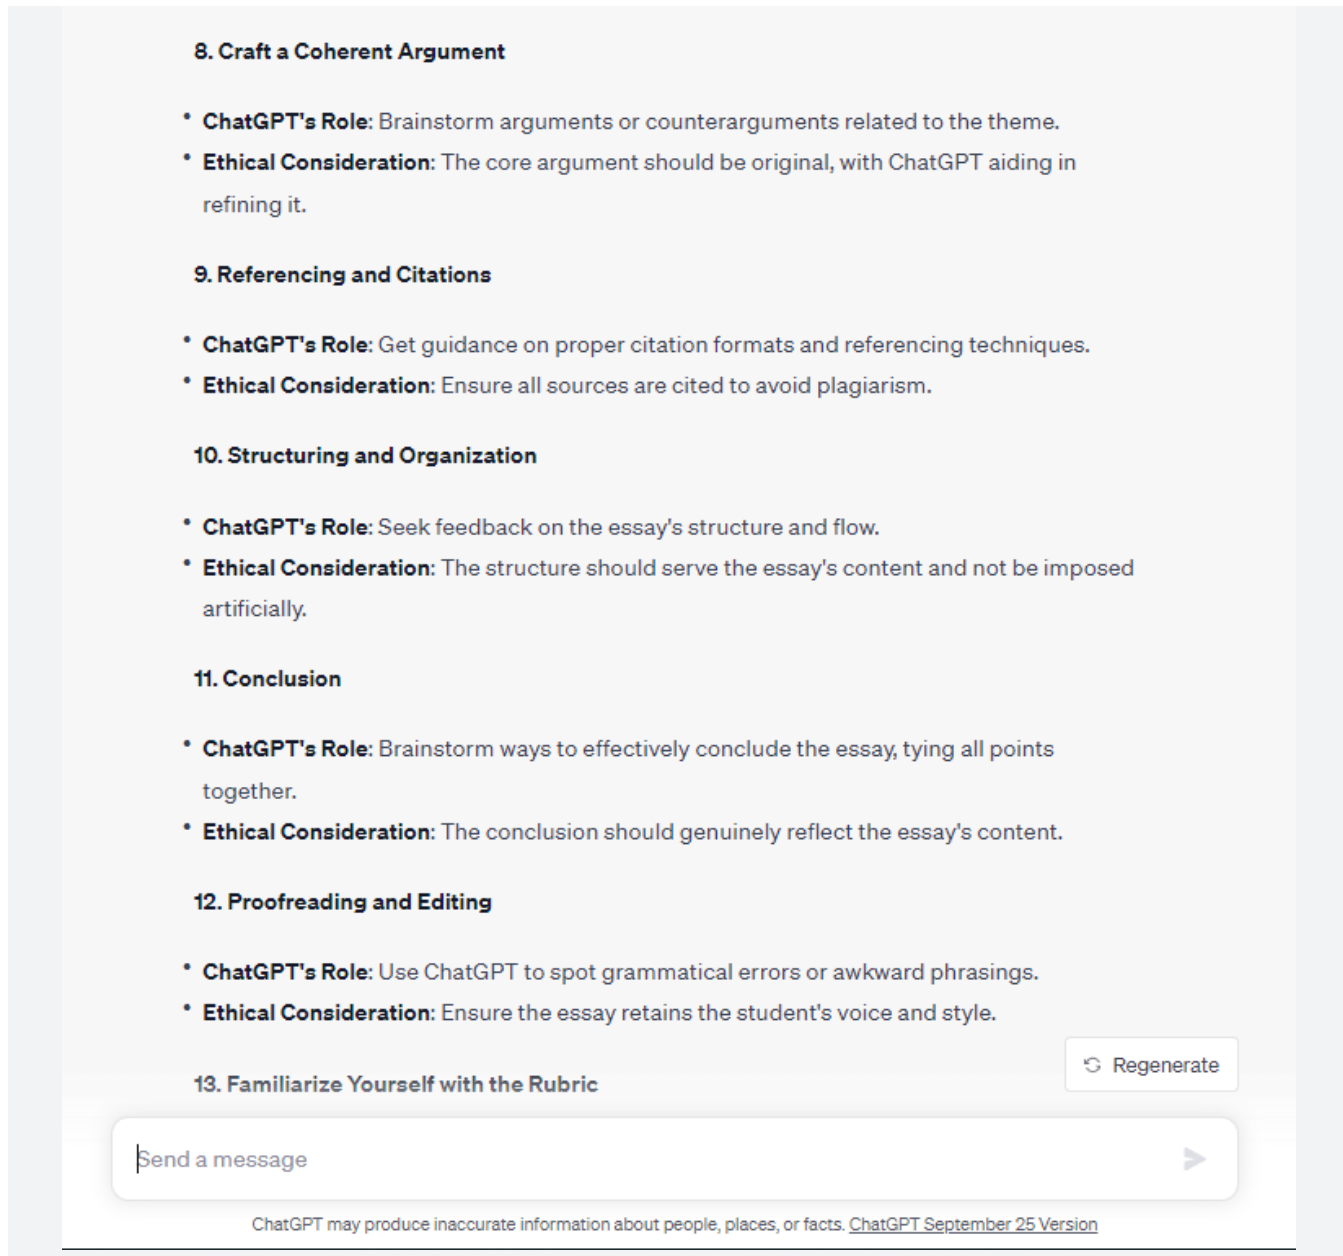 8. Craft a Coherent Argument
• ChatGPT's Role: Brainstorm arguments or counterarguments related to the theme.
• Ethical Consideration: The core argument should be original, with ChatGPT aiding in
refining it.
9. Referencing and Citations
• ChatGPT's Role: Get guidance on proper citation formats and referencing techniques.
• Ethical Consideration: Ensure all sources are cited to avoid plagiarism.
10. Structuring and Organization
• ChatGPT's Role: Seek feedback on the essay's structure and flow.
• Ethical Consideration: The structure should serve the essay's content and not be imposed
artificially.
11. Conclusion
• ChatGPT's Role: Brainstorm ways to effectively conclude the essay, tying all points
together.
• Ethical Consideration: The conclusion should genuinely reflect the essay's content.
12. Proofreading and Editing
• ChatGPT's Role: Use ChatGPT to spot grammatical errors or awkward phrasings.
• Ethical Consideration: Ensure the essay retains the student's voice and style.
Regenerate
13. Familiarize Yourself with the Rubric
Send a message
ChatGPT may produce inaccurate information about people, places, or facts. ChatGPT September 25 Version